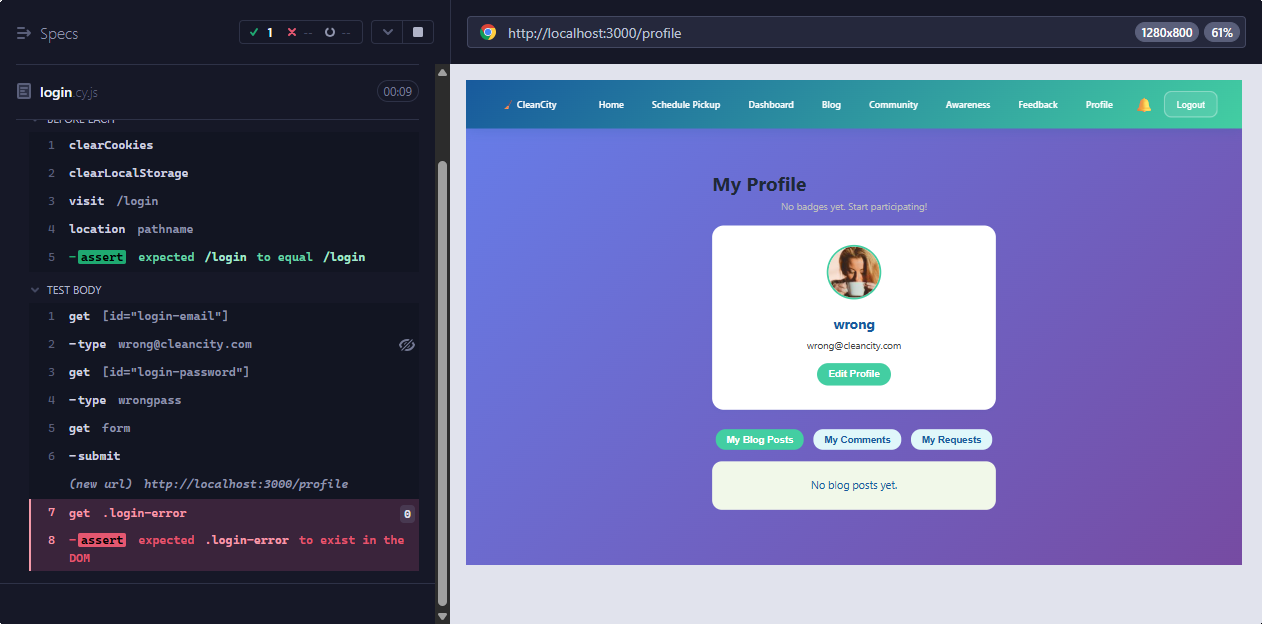 Specs
1 -- --
login.cy.js 00:09
BEFORE EACH
1 clearCookies
2 clearLocalStorage
3 visit /login
4 location pathname
5 -assert expected /login to equal /login
TEST BODY
1 get [id="login-email"]
2 -type wrong@cleancity.com
3 get [id="login-password"]
4 -type wrongpass
5 get form
6 -submit
(new url) http://localhost:3000/profile
7 get .login-error 0
8 -assert expected .login-error to exist in the
DOM
http://localhost:3000/profile 1280x800 61%
CleanCity Home Schedule Pickup Dashboard Blog Community Awareness Feedback Profile Logout
My Profile
No badges yet. Start participating!
wrong
wrong@cleancity.com
Edit Profile
My Blog Posts My Comments My Requests
No blog posts yet.